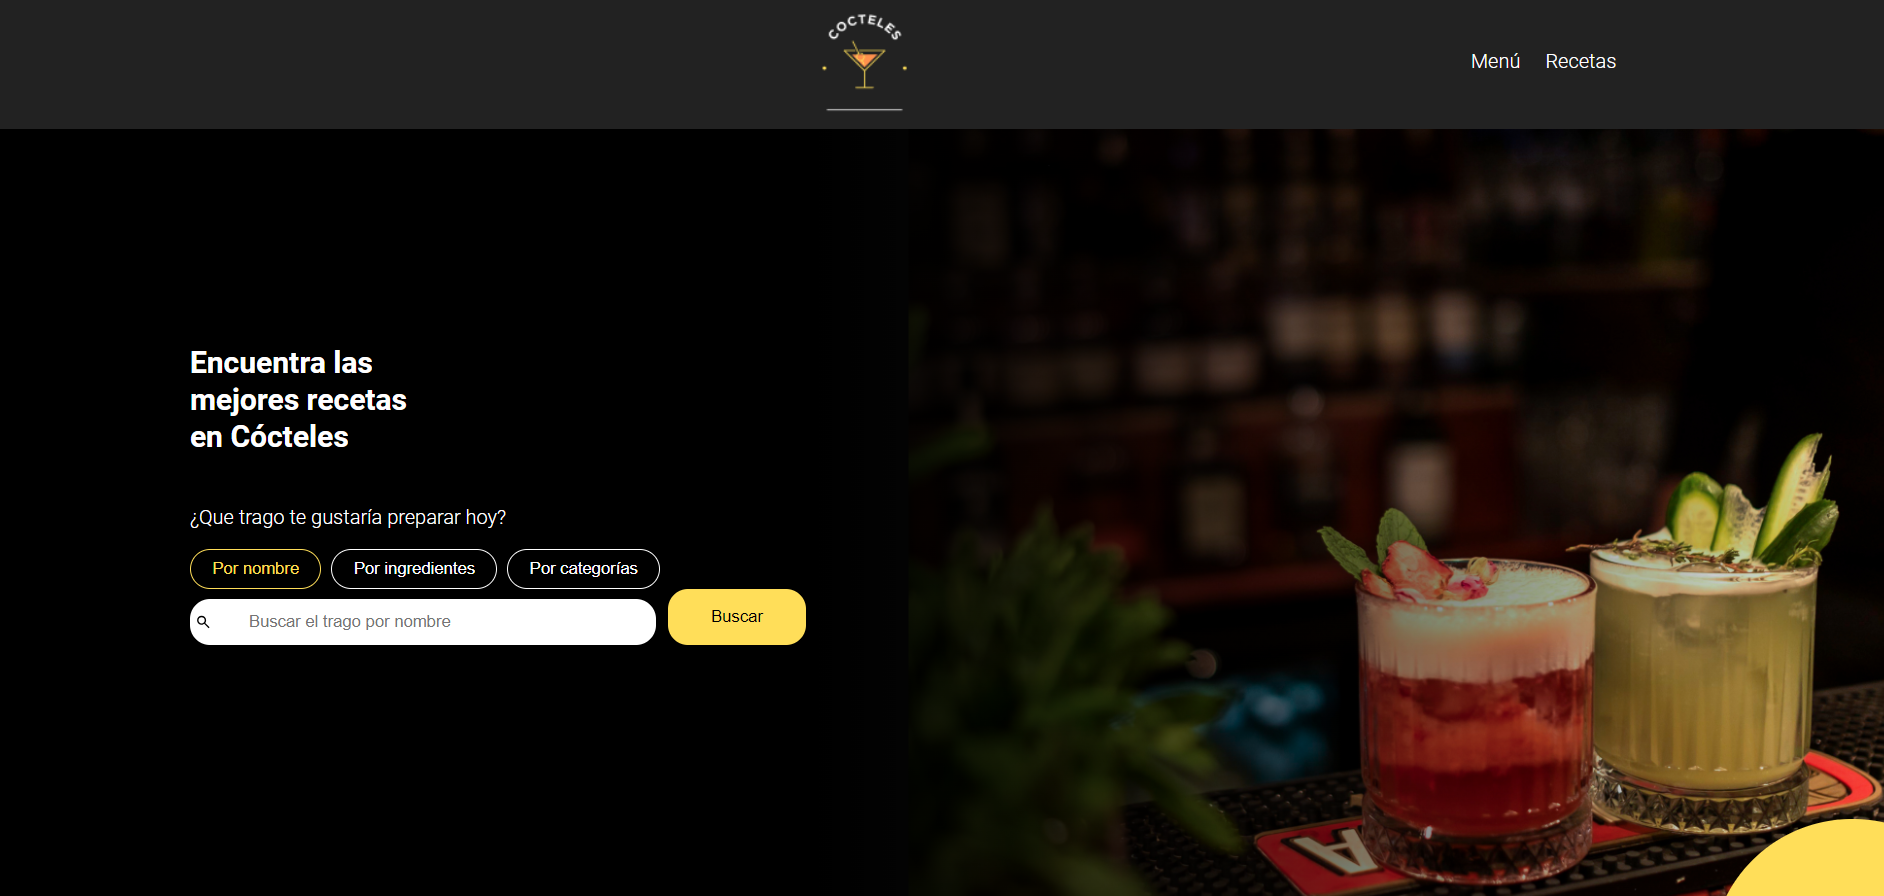 COCTELES
Menú Recetas
Encuentra las
mejores recetas
en Cócteles
¿Que trago te gustaría preparar hoy?
Por nombre Por ingredientes Por categorías
Buscar el trago por nombre Buscar
A